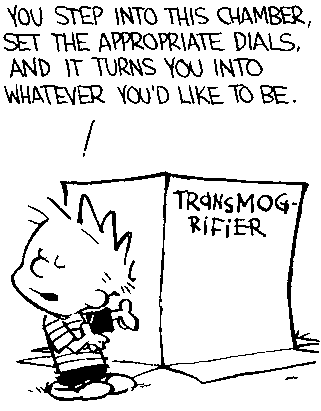 YOU STEP INTO THIS CHAMBER,
SET THE APPROPRIATE DIALS,
AND IT TURNS YOU INTO
WHATEVER YOU'D LIKE TO BE.
TRANSMOG-
RIFIER